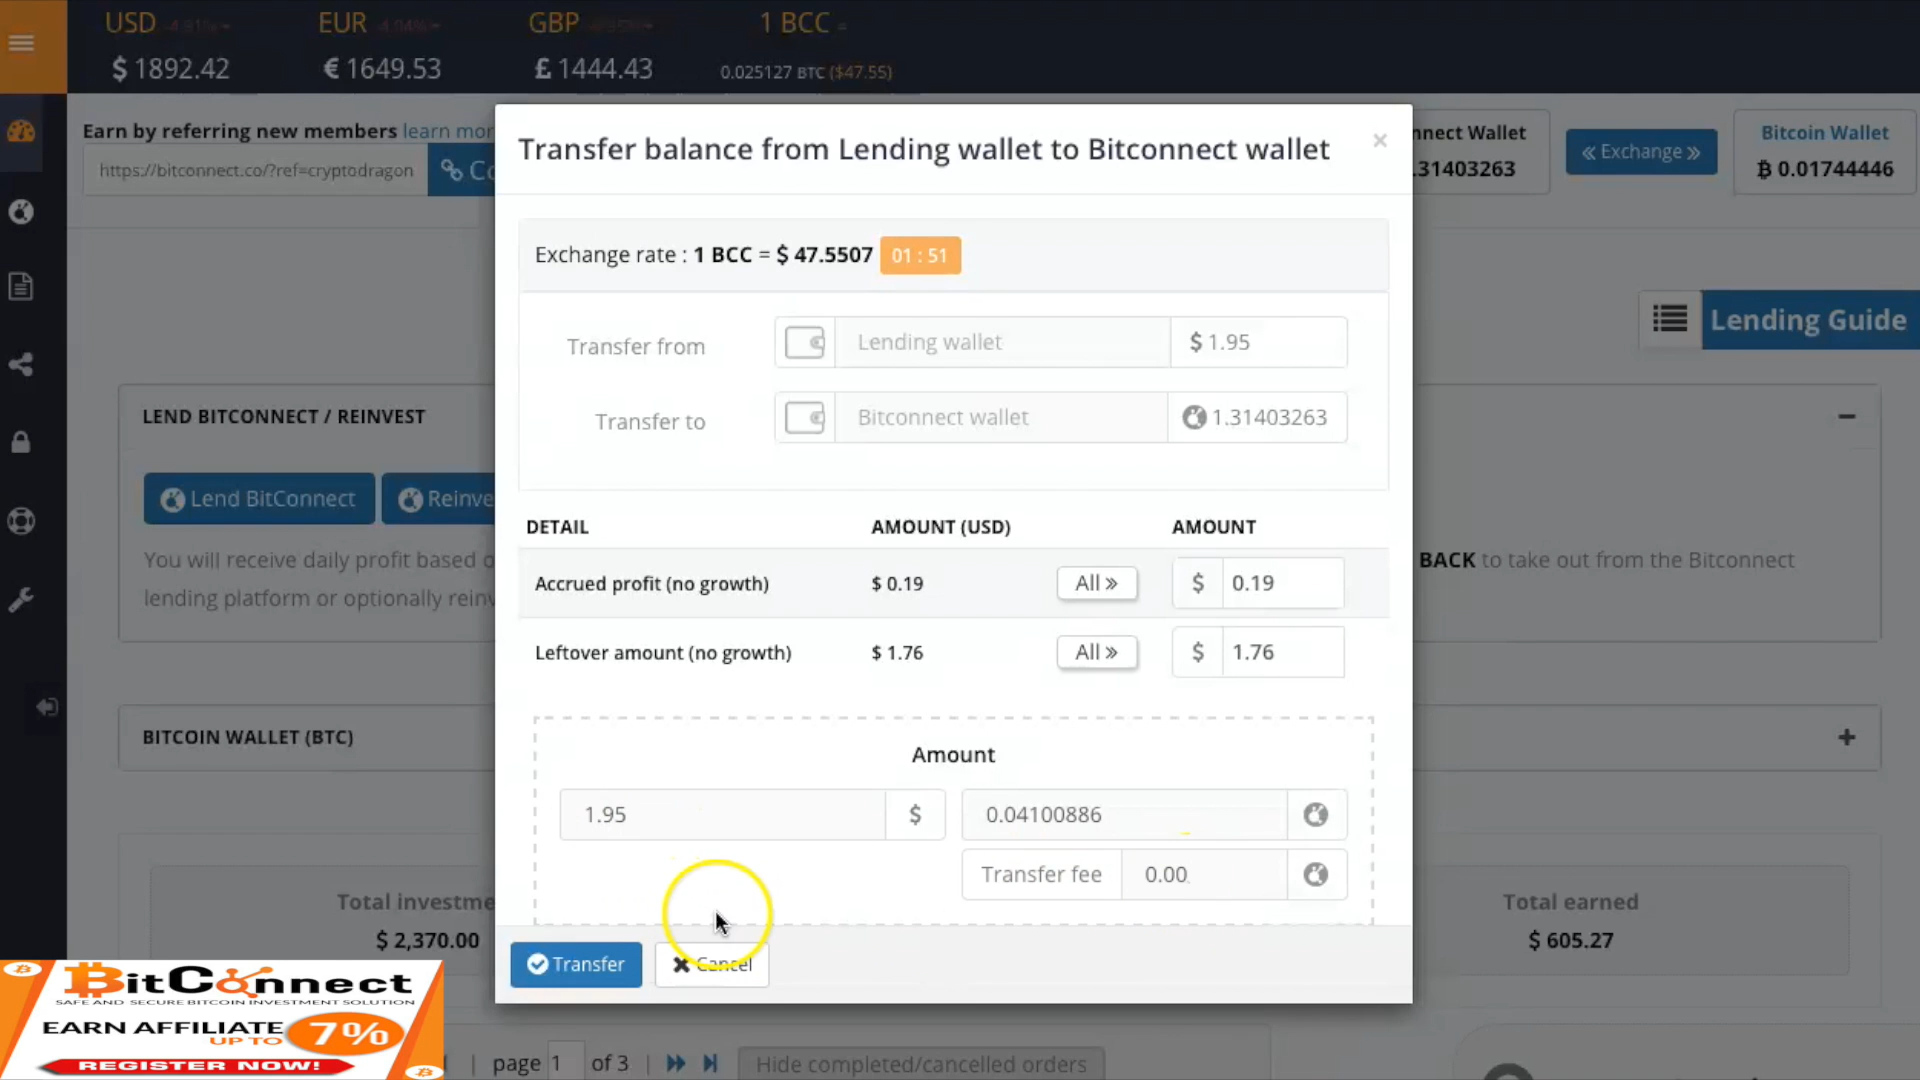 USD -4.91%
EUR -4.04%
GBP
1 BCC =
$ 1892.42
€ 1649.53
£ 1444.43
0.025127 BTC ($47.55)
Earn by referring new members learn mor
https://bitconnect.co/?ref=cryptodragon
Co
nnect Wallet
.31403263
« Exchange »
Bitcoin Wallet
₿ 0.01744446
Transfer balance from Lending wallet to Bitconnect wallet
×
Exchange rate : 1 BCC = $ 47.5507 01 : 51
Transfer from
Lending wallet
$ 1.95
Transfer to
Bitconnect wallet
1.31403263
Lending Guide
LEND BITCONNECT / REINVEST
Lend BitConnect
Reinve
You will receive daily profit based o
BACK to take out from the Bitconnect
lending platform or optionally reinv
DETAIL
AMOUNT (USD)
AMOUNT
Accrued profit (no growth)
$ 0.19
All »
$ 0.19
Leftover amount (no growth)
$ 1.76
All »
$ 1.76
BITCOIN WALLET (BTC)
Amount
1.95 $
0.04100886
Transfer fee 0.00
Total investme
$ 2,370.00
Total earned
$ 605.27
Transfer
Cancel
BitConnect
SAFE AND SECURE BITCOIN INVESTMENT SOLUTION
EARN AFFILIATE
UP TO
7%
REGISTER NOW!
page 1 of 3
Hide completed/cancelled orders